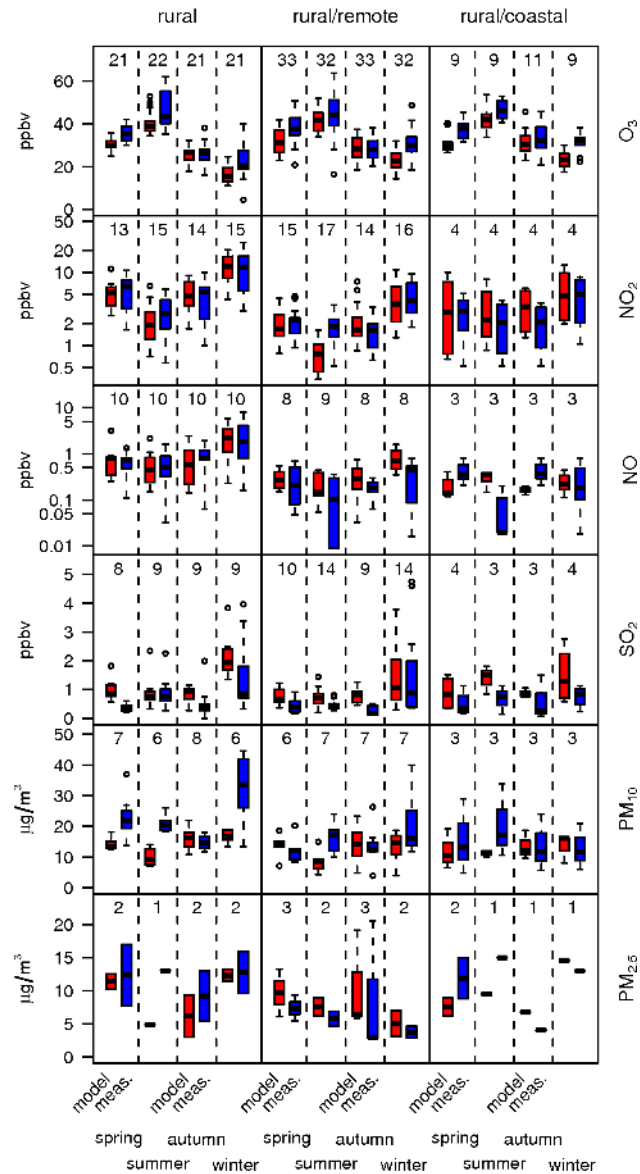 rural rural/remote rural/coastal
21 22 21 21 33 32 33 32 9 9 11 9
60
40
20
0
ppbv
O3
13 15 14 15 15 17 14 16 4 4 4 4
50
20
10
5
2
1
0.5
ppbv
NO2
10 10 10 10 8 9 8 8 3 3 3 3
10
5
1
0.5
0.1
0.05
0.01
ppbv
NO
8 9 9 9 10 14 9 14 4 3 3 4
5
4
3
2
1
0
ppbv
SO2
7 6 8 6 6 7 7 7 3 3 3 3
50
40
30
20
10
0
µg/m3
PM10
2 1 2 2 3 2 3 2 2 1 1 1
20
15
10
5
0
µg/m3
PM2.5
model meas. model meas. model meas. model meas. model meas. model meas.
spring autumn spring autumn spring autumn
summer winter summer winter summer winter